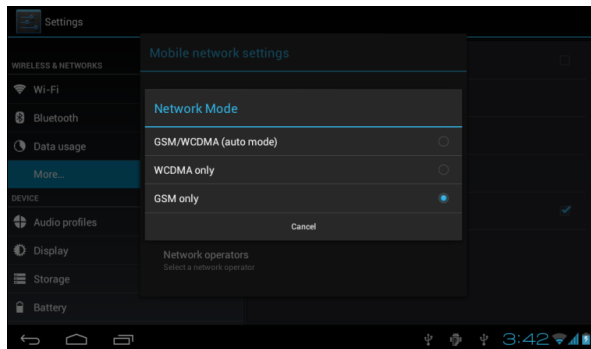 Settings
Mobile network settings
WIRELESS & NETWORKS
Wi-Fi
Bluetooth
Data usage
More...
DEVICE
Audio profiles
Display
Storage
Battery
Network Mode
GSM/WCDMA (auto mode)
WCDMA only
GSM only
Cancel
Network operators
Select a network operator
3:42